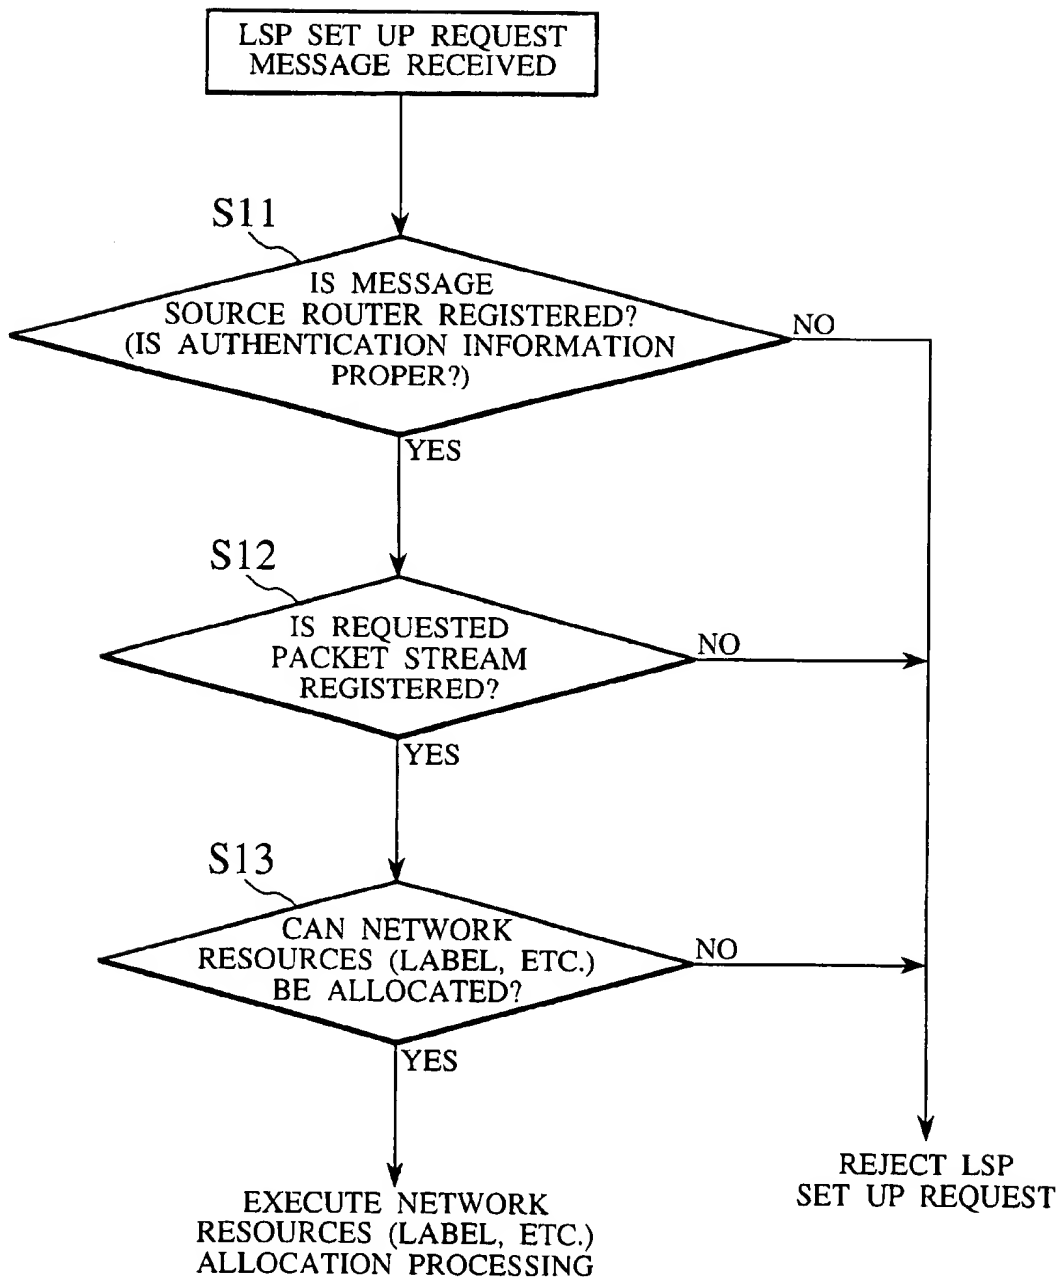 LSP SET UP REQUEST
MESSAGE RECEIVED
S11
IS MESSAGE
SOURCE ROUTER REGISTERED?
(IS AUTHENTICATION INFORMATION
PROPER?)
NO
YES
S12
IS REQUESTED
PACKET STREAM
REGISTERED?
NO
YES
S13
CAN NETWORK
RESOURCES (LABEL, ETC.)
BE ALLOCATED?
NO
YES
REJECT LSP
SET UP REQUEST
EXECUTE NETWORK
RESOURCES (LABEL, ETC.)
ALLOCATION PROCESSING